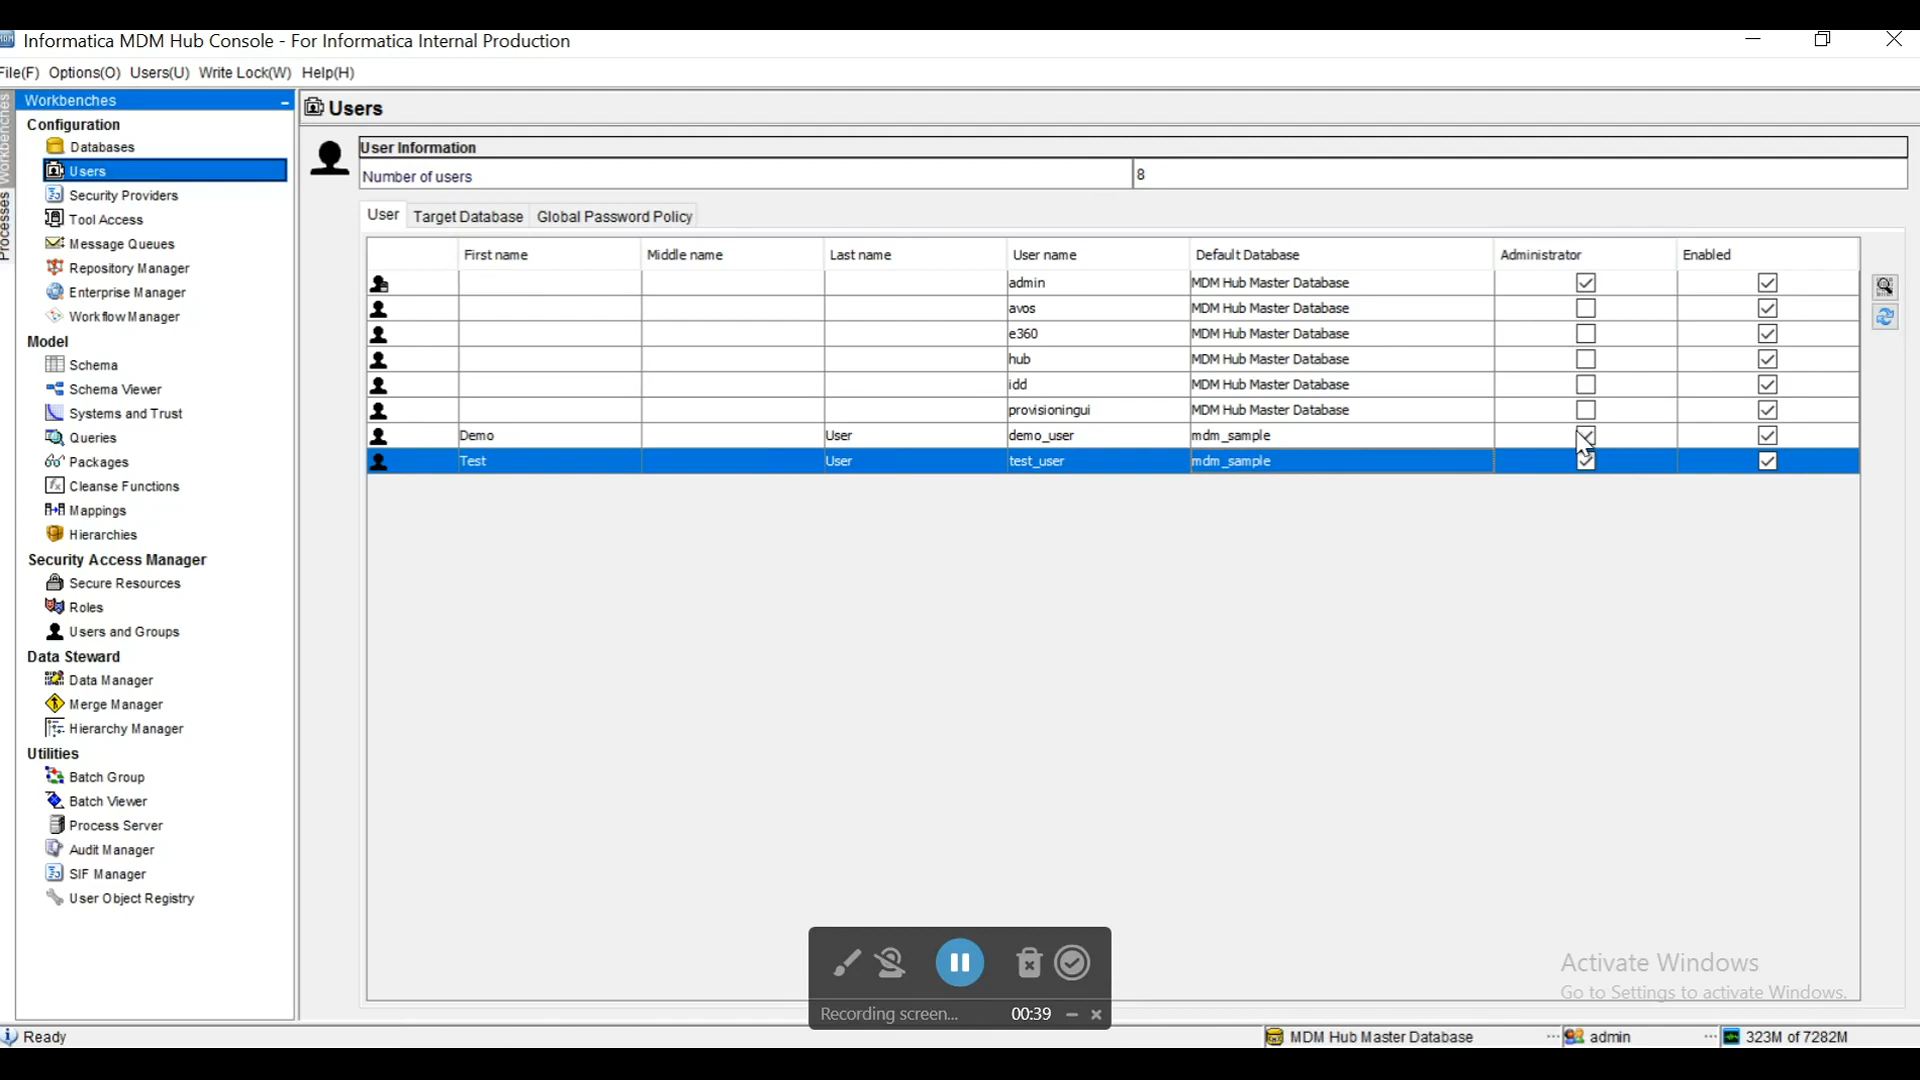 Informatica MDM Hub Console - For Informatica Internal Production
File(F) Options(O) Users(U) Write Lock(W) Help(H)
Workbenches
Processes
Workbenches
Configuration
Databases
Users
Security Providers
Tool Access
Message Queues
Repository Manager
Enterprise Manager
Workflow Manager
Model
Schema
Schema Viewer
Systems and Trust
Queries
Packages
Cleanse Functions
Mappings
Hierarchies
Security Access Manager
Secure Resources
Roles
Users and Groups
Data Steward
Data Manager
Merge Manager
Hierarchy Manager
Utilities
Batch Group
Batch Viewer
Process Server
Audit Manager
SIF Manager
User Object Registry
Users
User Information
Number of users 8
User Target Database Global Password Policy
First name Middle name Last name User name Default Database Administrator Enabled
admin MDM Hub Master Database
avos MDM Hub Master Database
e360 MDM Hub Master Database
hub MDM Hub Master Database
idd MDM Hub Master Database
provisioningui MDM Hub Master Database
Demo User demo_user mdm_sample
Test User test_user mdm_sample
Activate Windows
Go to Settings to activate Windows.
Recording screen... 00:39
Ready MDM Hub Master Database ... admin ... 323M of 7282M